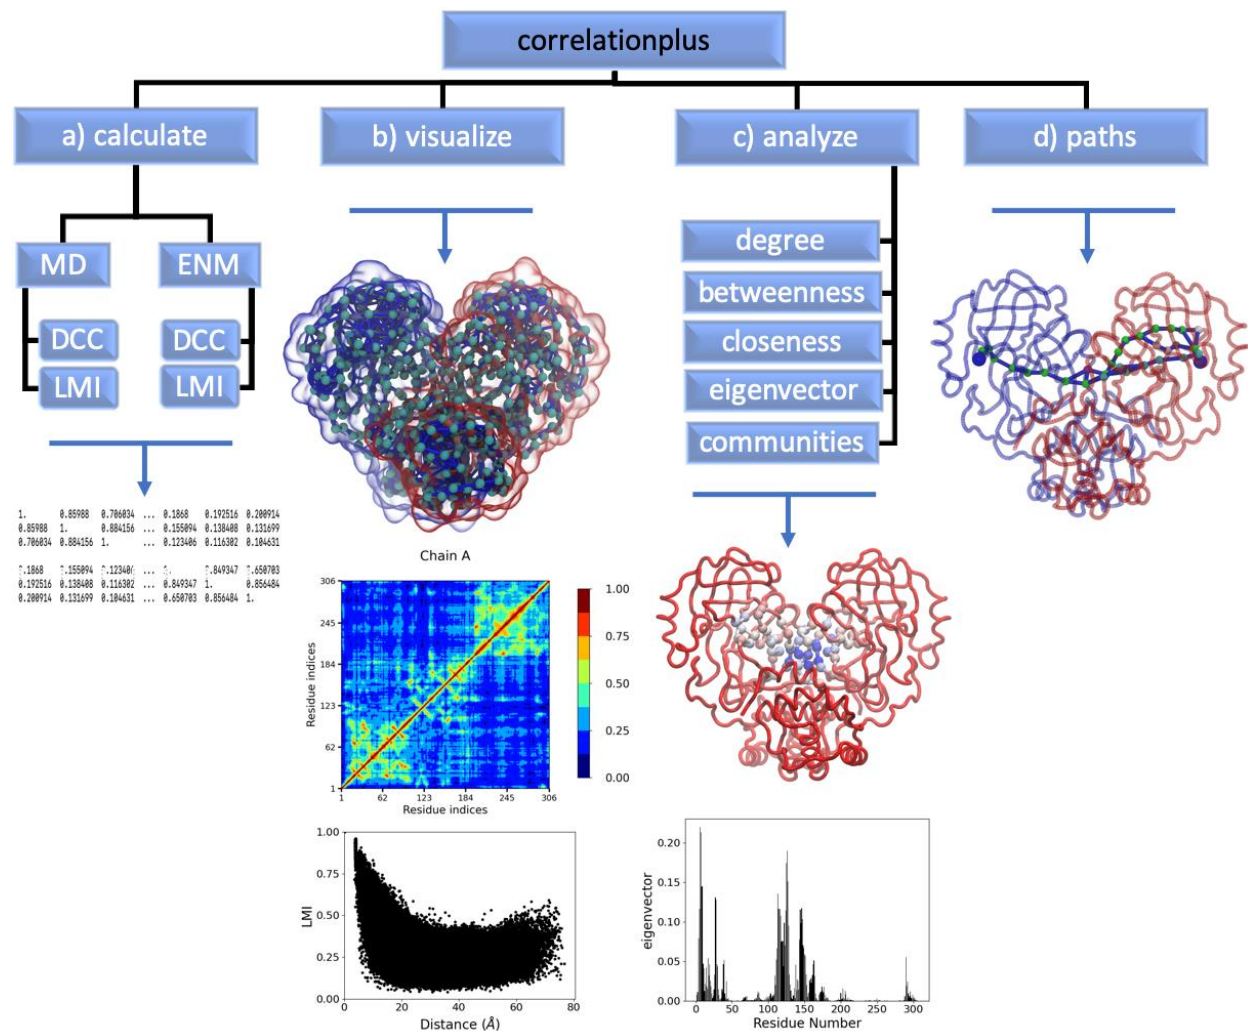 correlationplus
a) calculate
b) visualize
c) analyze
d) paths
MD
ENM
DCC
LMI
DCC
LMI
degree
betweenness
closeness
eigenvector
communities
1. 0.85988 0.706034 ... 0.1868 0.192516 0.200914
0.85988 1. 0.884156 ... 0.155094 0.138408 0.131699
0.706034 0.884156 1. ... 0.123406 0.116302 0.104631
.1868 .155094 .123406 ... .849347 .650703
0.192516 0.138408 0.116302 ... 0.849347 1. 0.856484
0.200914 0.131699 0.104631 ... 0.650703 0.856484 1.
Chain A
Residue indices
306
245
184
123
62
1
1 62 123 184 245 306
Residue indices
1.00
0.75
0.50
0.25
0.00
LMI
1.00
0.75
0.50
0.25
0.00
0 20 40 60 80
Distance (Å)
eigenvector
0.20
0.15
0.10
0.05
0.00
0 50 100 150 200 250 300
Residue Number